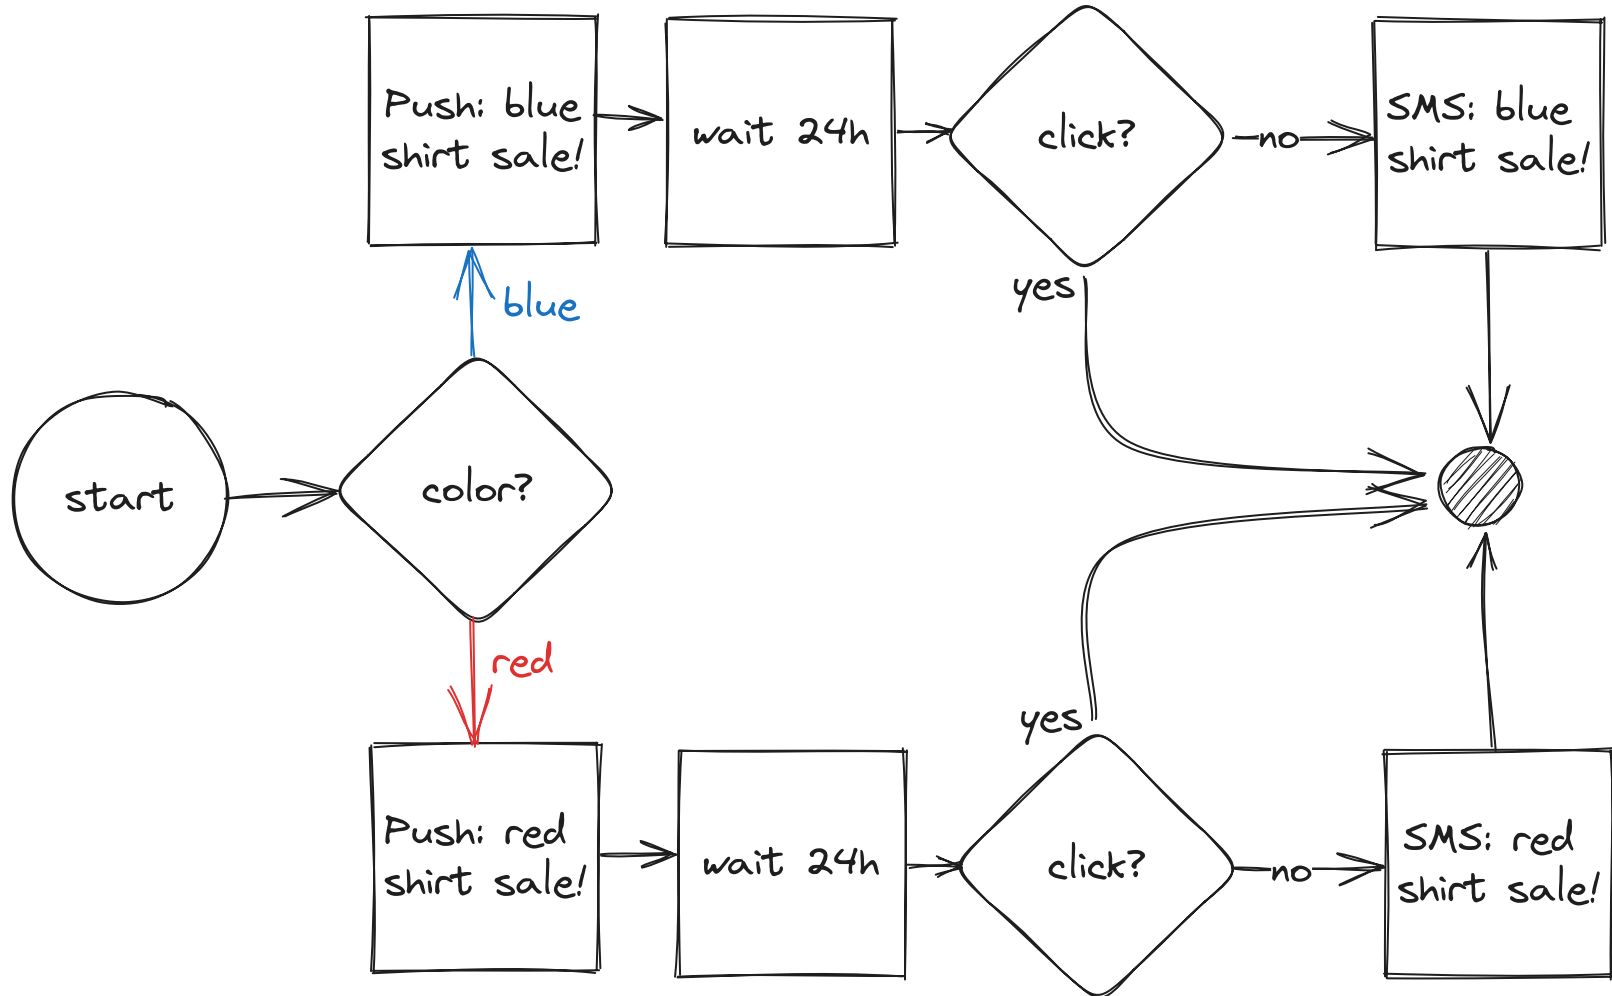 Push: blue
shirt sale!
wait 24h
click?
no
SMS: blue
shirt sale!
yes
blue
start
color?
red
yes
Push: red
shirt sale!
wait 24h
click?
no
SMS: red
shirt sale!